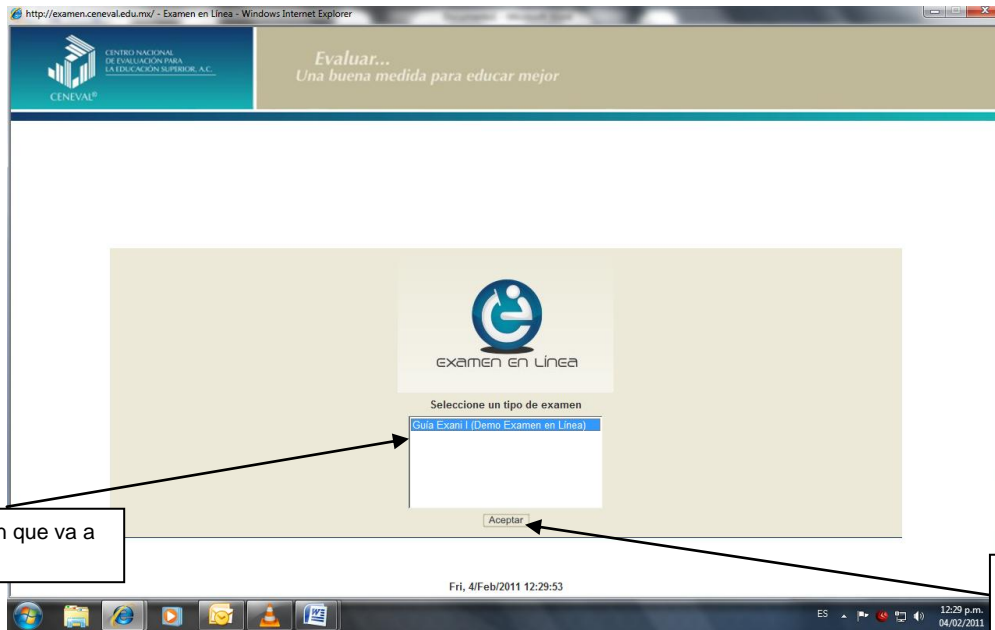 http://examen.ceneval.edu.mx/ - Examen en Línea - Windows Internet Explorer
CENTRO NACIONAL
DE EVALUACIÓN PARA
LA EDUCACIÓN SUPERIOR, A.C.
CENEVAL®
Evaluar...
Una buena medida para educar mejor
examen en línea
Seleccione un tipo de examen
Guía Exani I (Demo Examen en Línea)
Aceptar
que va a
Fri, 4/Feb/2011 12:29:53
ES
12:29 p.m.
04/02/2011